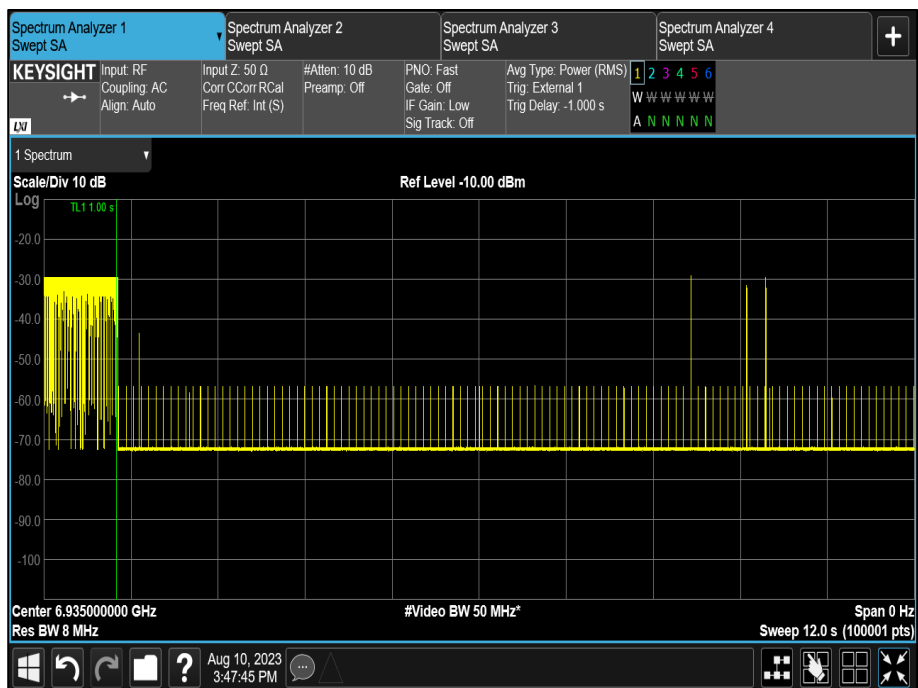 Spectrum Analyzer 1
Swept SA
Spectrum Analyzer 2
Swept SA
Spectrum Analyzer 3
Swept SA
Spectrum Analyzer 4
Swept SA
+
KEYSIGHT
LXI
Input: RF
Coupling: AC
Align: Auto
Input Z: 50 Ω
Corr CCorr RCal
Freq Ref: Int (S)
#Atten: 10 dB
Preamp: Off
PNO: Fast
Gate: Off
IF Gain: Low
Sig Track: Off
Avg Type: Power (RMS)
Trig: External 1
Trig Delay: -1.000 s
1 2 3 4 5 6
W W W W W W
A N N N N N
1 Spectrum
Scale/Div 10 dB
Ref Level -10.00 dBm
Log
TL1 1.00 s
-20.0
-30.0
-40.0
-50.0
-60.0
-70.0
-80.0
-90.0
-100
Center 6.935000000 GHz
#Video BW 50 MHz*
Span 0 Hz
Res BW 8 MHz
Sweep 12.0 s (100001 pts)
?
Aug 10, 2023
3:47:45 PM